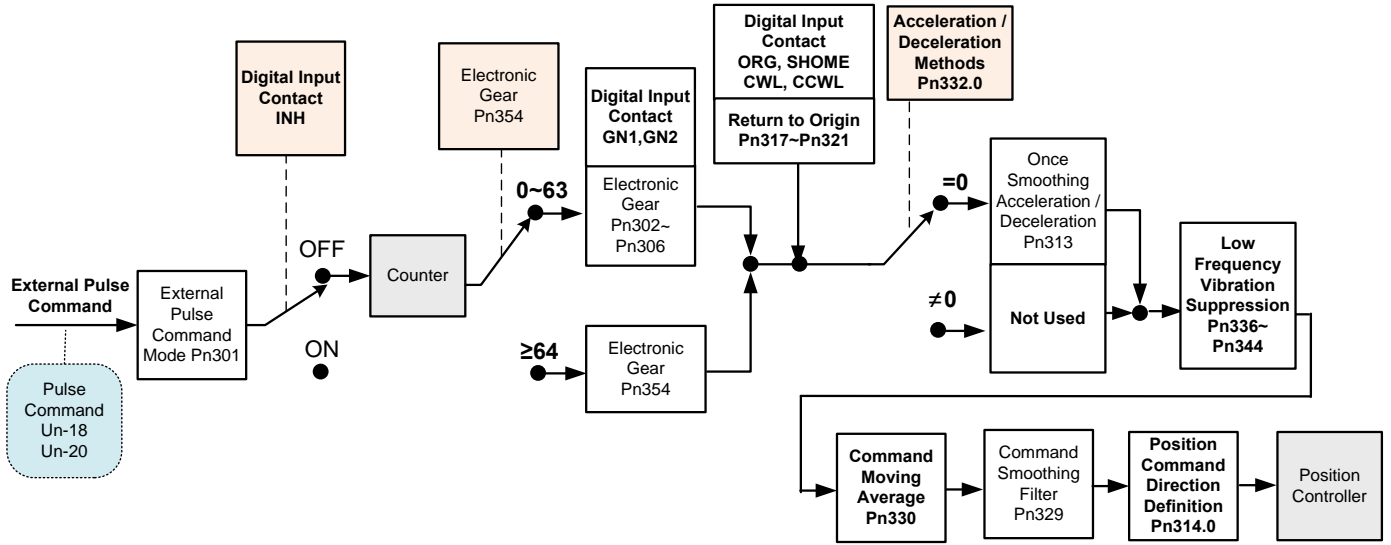 External Pulse
Command
Pulse
Command
Un-18
Un-20
External
Pulse
Command
Mode Pn301
Digital Input
Contact
INH
OFF
ON
Counter
Electronic
Gear
Pn354
0~63
≥64
Digital Input
Contact
GN1,GN2
Electronic
Gear
Pn302~
Pn306
Electronic
Gear
Pn354
Digital Input
Contact
ORG, SHOME
CWL, CCWL
Return to Origin
Pn317~Pn321
Acceleration /
Deceleration
Methods
Pn332.0
=0
≠0
Once
Smoothing
Acceleration /
Deceleration
Pn313
Not Used
Low
Frequency
Vibration
Suppression
Pn336~
Pn344
Command
Moving
Average
Pn330
Command
Smoothing
Filter
Pn329
Position
Command
Direction
Definition
Pn314.0
Position
Controller